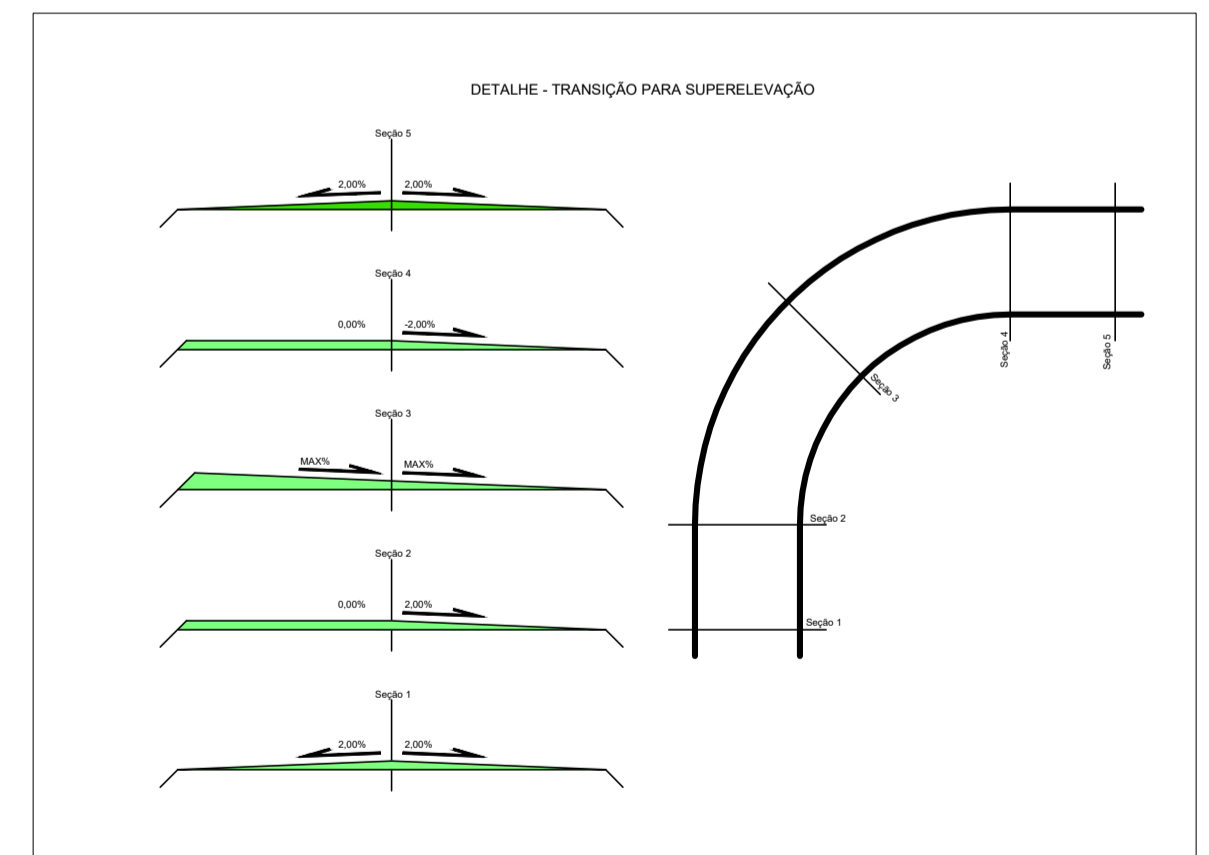 DETALHE - TRANSIÇÃO PARA SUPERELEVAÇÃO
Seção 5
2,00% 2,00%
Seção 4
0,00% -2,00%
Seção 3
MAX% MAX%
Seção 2
0,00% 2,00%
Seção 1
2,00% 2,00%
Seção 4
Seção 5
Seção 3
Seção 2
Seção 1